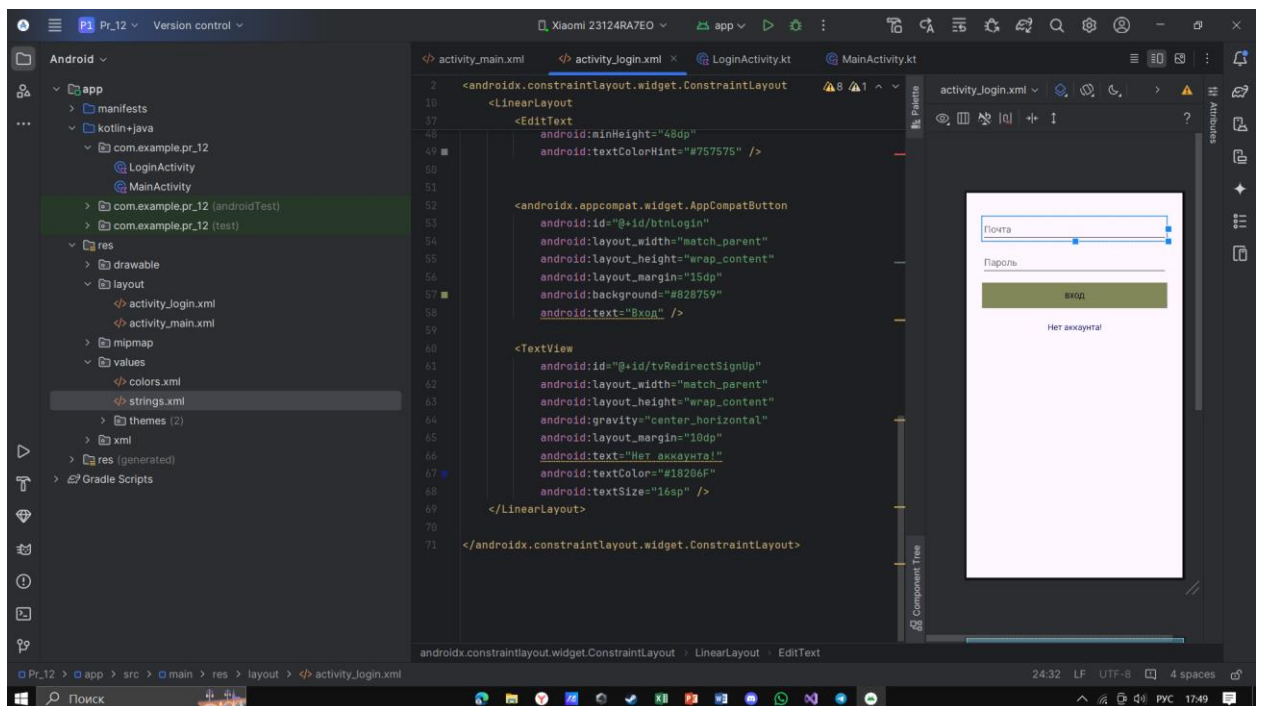 P1 Pr_12 Version control Xiaomi 23124RA7EO app
Android
app
manifests
kotlin+java
com.example.pr_12
LoginActivity
MainActivity
com.example.pr_12 (androidTest)
com.example.pr_12 (test)
res
drawable
layout
activity_login.xml
activity_main.xml
mipmap
values
colors.xml
strings.xml
themes (2)
xml
res (generated)
Gradle Scripts
activity_main.xml activity_login.xml LoginActivity.kt MainActivity.kt
8 1
2 <androidx.constraintlayout.widget.ConstraintLayout
10 <LinearLayout
37 <EditText
48 android:minHeight="48dp"
49 android:textColorHint="#757575" />
50
51
52 <androidx.appcompat.widget.AppCompatButton
53 android:id="@+id/btnLogin"
54 android:layout_width="match_parent"
55 android:layout_height="wrap_content"
56 android:layout_margin="15dp"
57 android:background="#828759"
58 android:text="Вход" />
59
60 <TextView
61 android:id="@+id/tvRedirectSignUp"
62 android:layout_width="match_parent"
63 android:layout_height="wrap_content"
64 android:gravity="center_horizontal"
65 android:layout_margin="10dp"
66 android:text="Нет аккаунта!"
67 android:textColor="#18206F"
68 android:textSize="16sp" />
69 </LinearLayout>
70
71 </androidx.constraintlayout.widget.ConstraintLayout>
androidx.constraintlayout.widget.ConstraintLayout > LinearLayout > EditText
Palette
Component Tree
activity_login.xml
Attributes
Почта
Пароль
ВХОД
Нет аккаунта!
Pr_12 > app > src > main > res > layout > activity_login.xml
24:32 LF UTF-8 4 spaces
Поиск
РУС 17:49